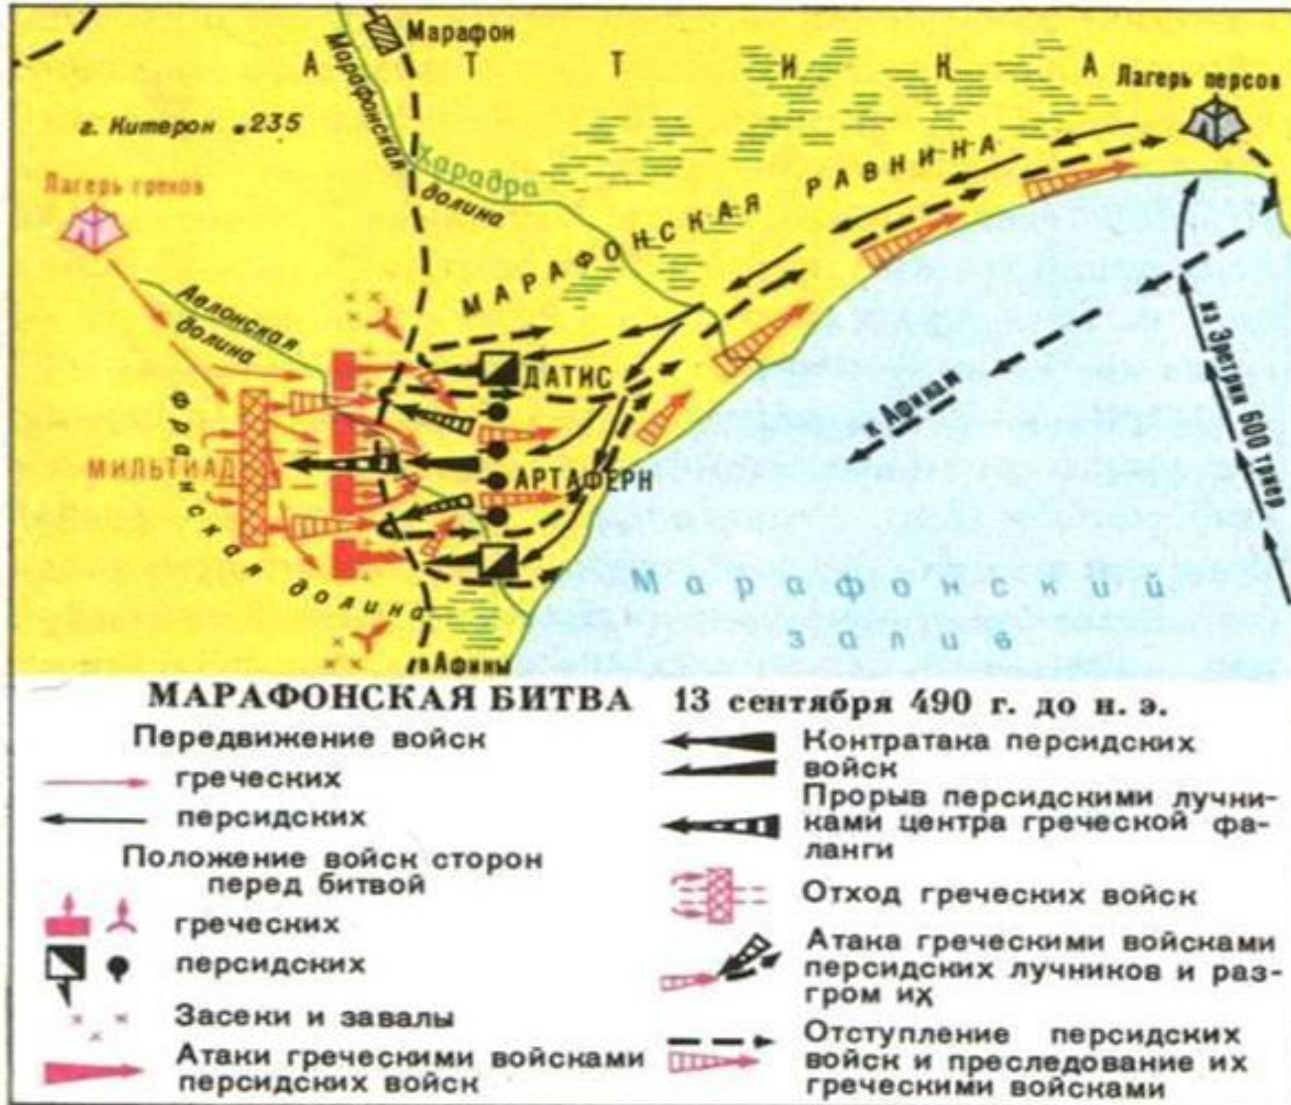 Марафон
АТТИКА
Лагерь персов
г. Китерон .235
Марафонская
долина
Харадра
Лагерь греков
МАРАФОНСКАЯ РАВНИНА
Авлонская
долина
ДАТИС
МИЛЬТИАД
АРТАФЕРН
Вранская долина
к Афинам
из Эретрии 600 триер
Марафонский
залив
в Афины
МАРАФОНСКАЯ БИТВА 13 сентября 490 г. до н. э.
Передвижение войск
греческих
персидских
Положение войск сторон
перед битвой
греческих
персидских
Засеки и завалы
Атаки греческими войсками
персидских войск
Контратака персидских
войск
Прорыв персидскими лучни-
ками центра греческой фа-
ланги
Отход греческих войск
Атака греческими войсками
персидских лучников и раз-
гром их
Отступление персидских
войск и преследование их
греческими войсками